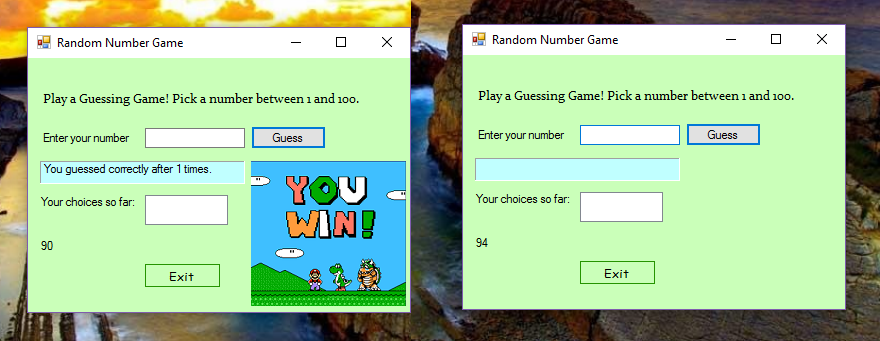 Random Number Game
Play a Guessing Game! Pick a number between 1 and 100.
Enter your number
Guess
You guessed correctly after 1 times.
Your choices so far:
90
Exit
YOU
WIN!
Random Number Game
Play a Guessing Game! Pick a number between 1 and 100.
Enter your number
Guess
Your choices so far:
94
Exit